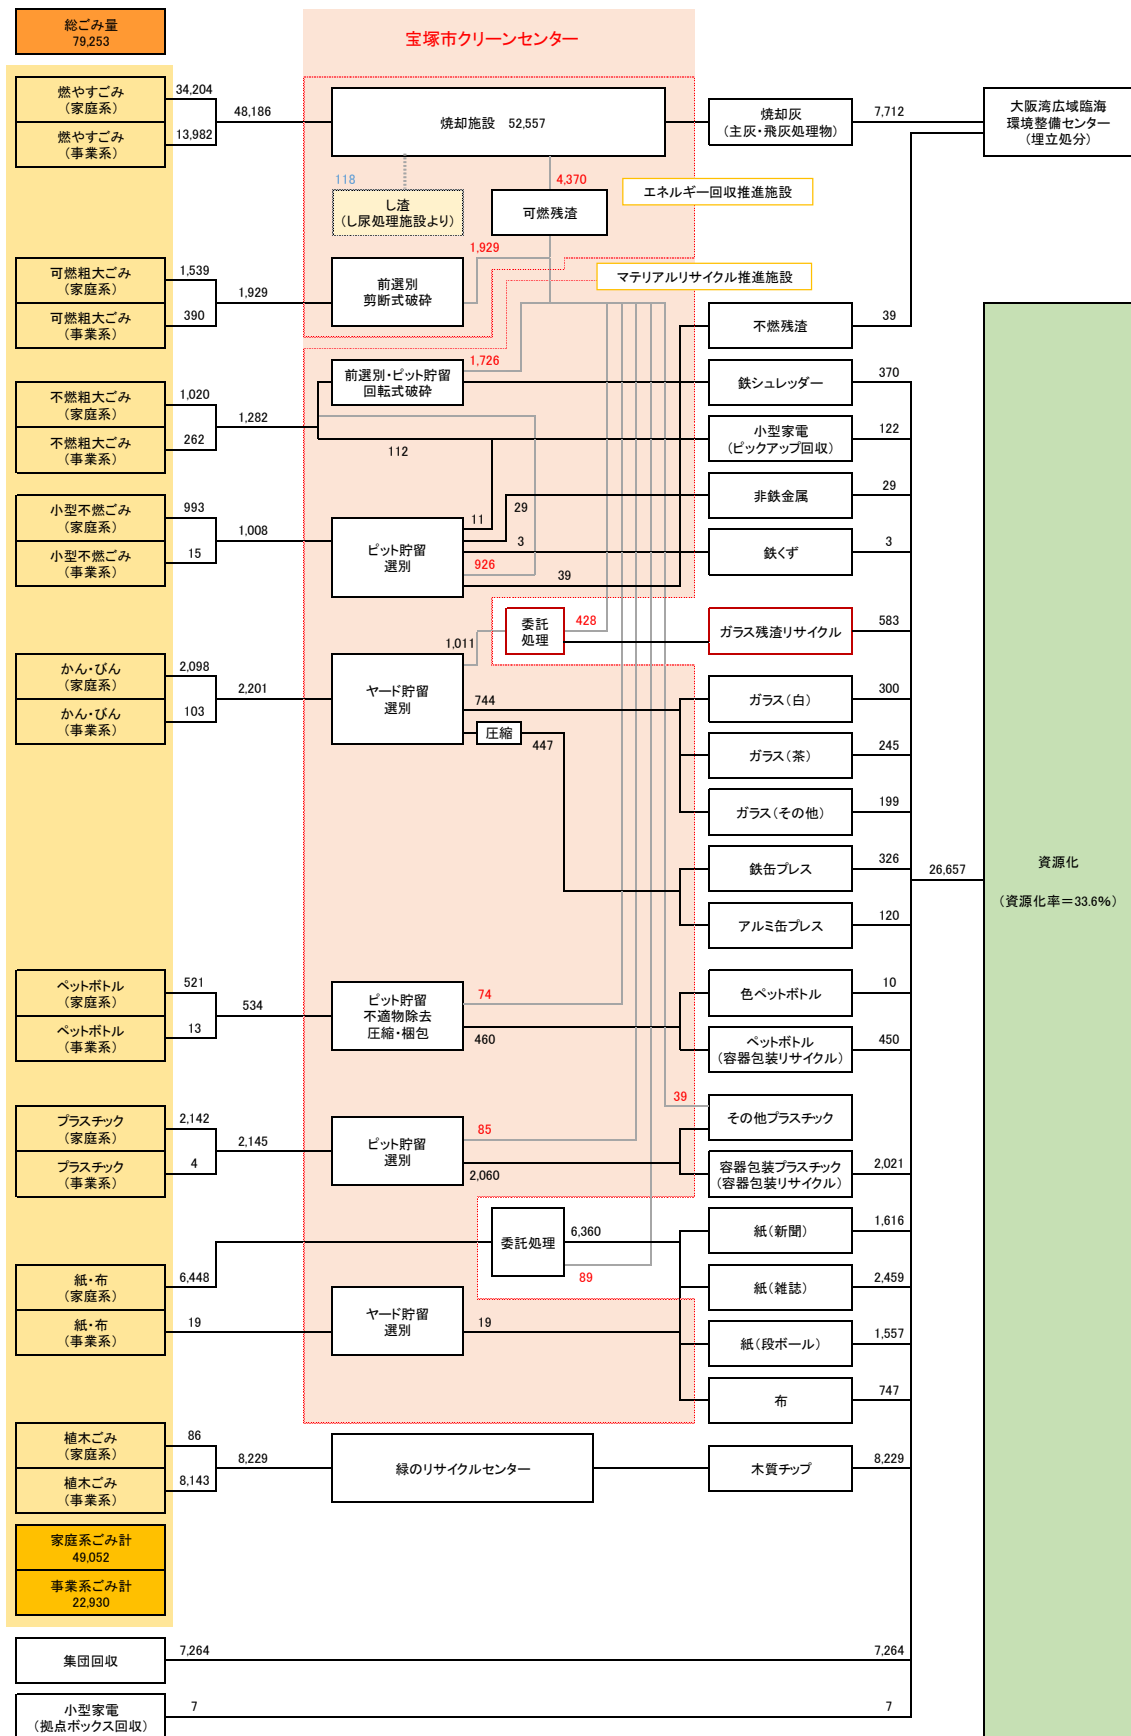 総ごみ量
79,253
宝塚市クリーンセンター
燃やすごみ
(家庭系)
34,204
燃やすごみ
(事業系)
13,982
48,186
焼却施設 52,557
焼却灰
(主灰・飛灰処理物)
7,712
大阪湾広域臨海
環境整備センター
(埋立処分)
118
し渣
(し尿処理施設より)
4,370
可燃残渣
エネルギー回収推進施設
可燃粗大ごみ
(家庭系)
1,539
可燃粗大ごみ
(事業系)
390
1,929
前選別
剪断式破砕
1,929
マテリアルリサイクル推進施設
不燃残渣
39
不燃粗大ごみ
(家庭系)
1,020
不燃粗大ごみ
(事業系)
262
1,282
前選別・ピット貯留
回転式破砕
1,726
112
鉄シュレッダー
370
小型家電
(ピックアップ回収)
122
小型不燃ごみ
(家庭系)
993
小型不燃ごみ
(事業系)
15
1,008
ピット貯留
選別
11
29
3
926
39
非鉄金属
29
鉄くず
3
委託
処理
428
ガラス残渣リサイクル
583
かん・びん
(家庭系)
2,098
かん・びん
(事業系)
103
2,201
ヤード貯留
選別
1,011
744
圧縮
447
ガラス(白)
300
ガラス(茶)
245
ガラス(その他)
199
鉄缶プレス
326
アルミ缶プレス
120
26,657
資源化
(資源化率=33.6%)
ペットボトル
(家庭系)
521
ペットボトル
(事業系)
13
534
ピット貯留
不適物除去
圧縮・梱包
74
460
色ペットボトル
10
ペットボトル
(容器包装リサイクル)
450
プラスチック
(家庭系)
2,142
プラスチック
(事業系)
4
2,145
ピット貯留
選別
85
2,060
39
その他プラスチック
容器包装プラスチック
(容器包装リサイクル)
2,021
紙・布
(家庭系)
6,448
紙・布
(事業系)
19
委託処理
6,360
89
ヤード貯留
選別
19
紙(新聞)
1,616
紙(雑誌)
2,459
紙(段ボール)
1,557
布
747
植木ごみ
(家庭系)
86
植木ごみ
(事業系)
8,143
8,229
緑のリサイクルセンター
木質チップ
8,229
家庭系ごみ計
49,052
事業系ごみ計
22,930
集団回収
7,264
7,264
小型家電
(拠点ボックス回収)
7
7